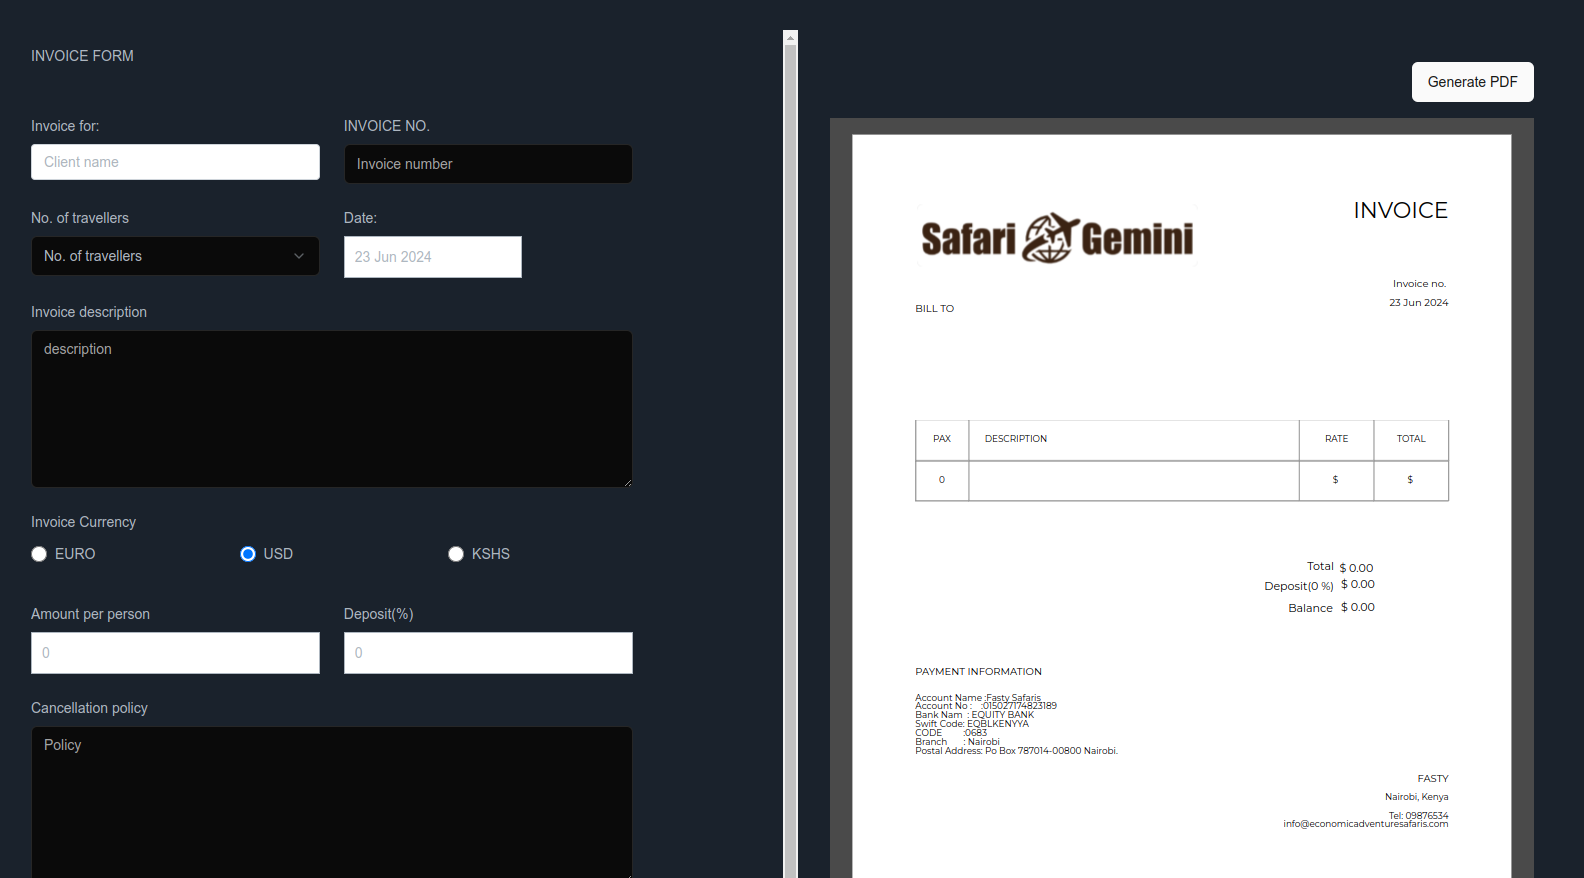 INVOICE FORM
Invoice for:
INVOICE NO.
Client name
Invoice number
No. of travellers
Date:
No. of travellers
23 Jun 2024
Invoice description
description
Invoice Currency
EURO
USD
KSHS
Amount per person
Deposit(%)
0
0
Cancellation policy
Policy
Generate PDF
INVOICE
Safari Gemini
Invoice no.
23 Jun 2024
BILL TO
PAX DESCRIPTION RATE TOTAL
0 $ $
Total $ 0.00
Deposit(0 %) $ 0.00
Balance $ 0.00
PAYMENT INFORMATION
Account Name :Fasty Safaris
Account No : :015027174823189
Bank Nam : EQUITY BANK
Swift Code: EQBLKENYYA
CODE :0683
Branch : Nairobi
Postal Address: Po Box 787014-00800 Nairobi.
FASTY
Nairobi, Kenya
Tel: 09876534
info@economicadventuresafaris.com